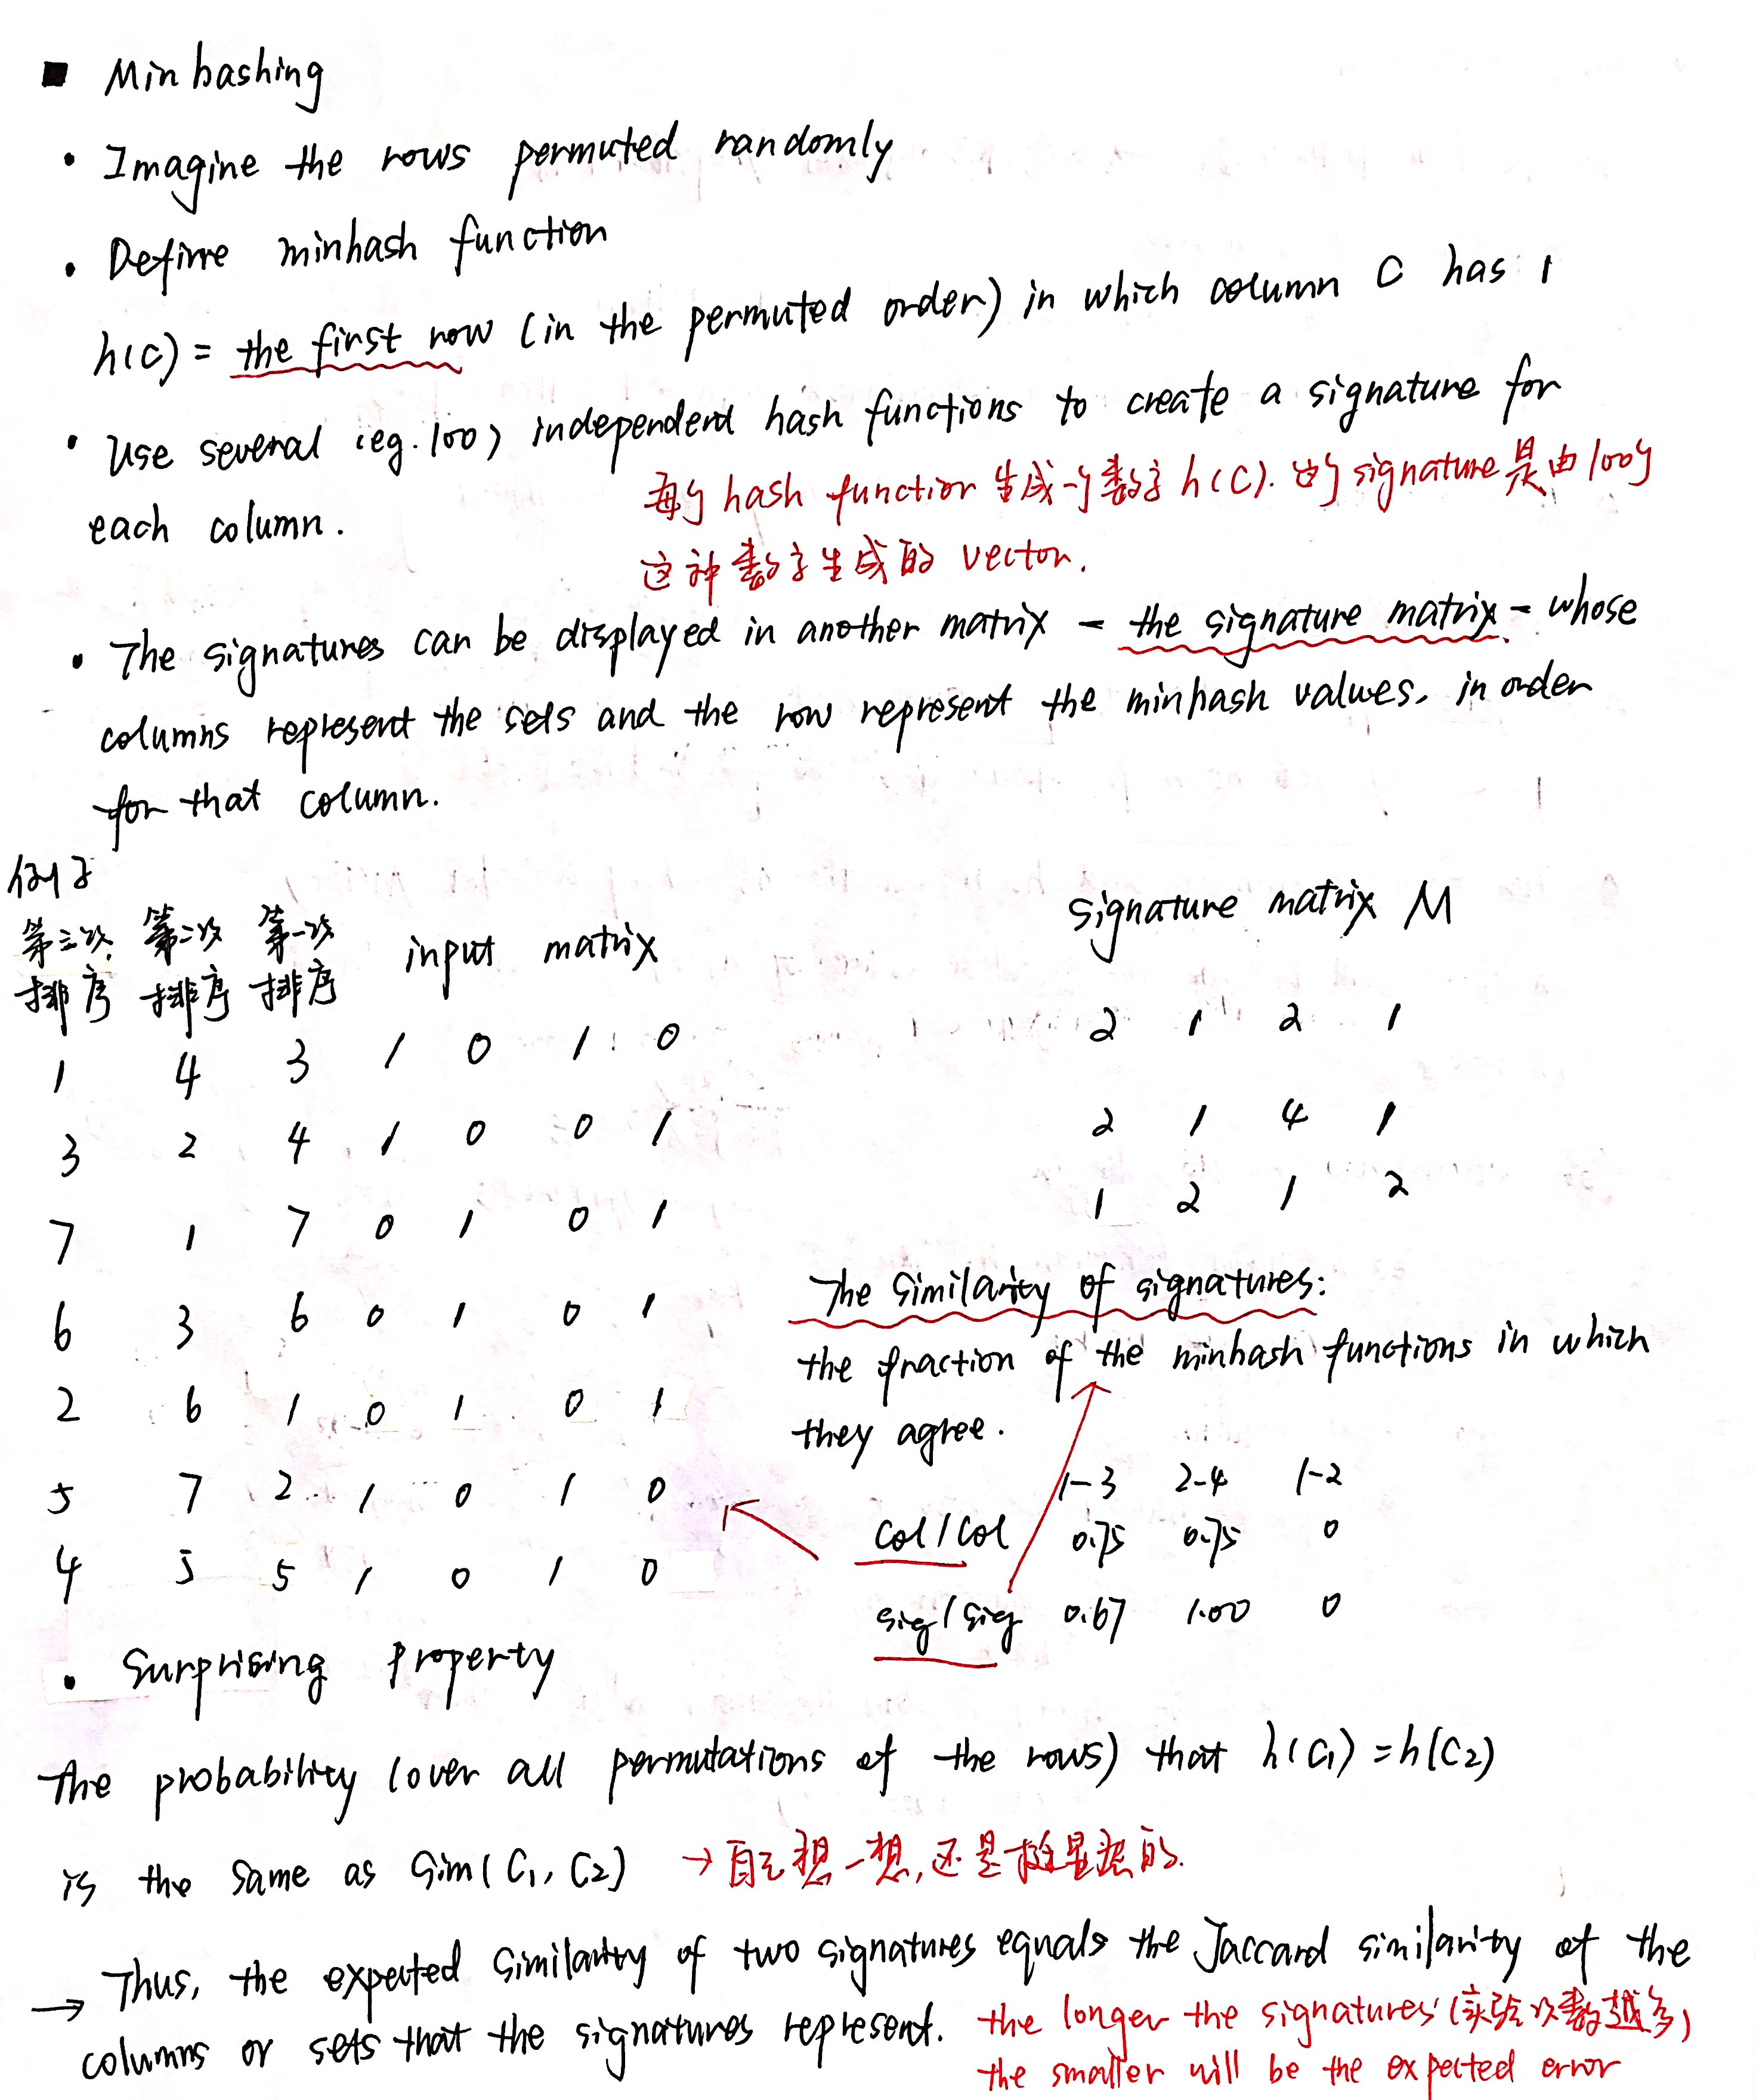 ■ Minhashing
• Imagine the rows permuted randomly
• Define minhash function
h(C) = the first row (in the permuted order) in which column C has 1
• Use several (eg. 100) independent hash functions to create a signature for
each column.
每个 hash function 生成一个数字 h(C). 这个 signature 是由 100个
这种数字生成的 vector.
• The signatures can be displayed in another matrix - the signature matrix - whose
columns represent the sets and the row represent the minhash values, in order
for that column.
例子
第三次 第二次 第一次
排序 排序 排序 input matrix
1 4 3 1 0 1 0
3 2 4 1 0 0 1
7 1 7 0 1 0 1
6 3 6 0 1 0 1
2 6 1 0 1 0 1
5 7 2 1 0 1 0
4 5 5 1 0 1 0
signature matrix M
2 1 2 1
2 1 4 1
1 2 1 2
The similarity of signatures:
the fraction of the minhash functions in which
they agree.
1-3 2-4 1-2
Col/Col 0.75 0.75 0
Sig/Sig 0.67 1.00 0
• Surprising Property
The probability (over all permutations of the rows) that h(C₁) = h(C₂)
is the same as Sim(C₁, C₂) → 自己想一想, 还是挺显然的.
→ Thus, the expected similarity of two signatures equals the Jaccard similarity of the
columns or sets that the signatures represent.
the longer the signatures (实验次数越多)
the smaller will be the expected error